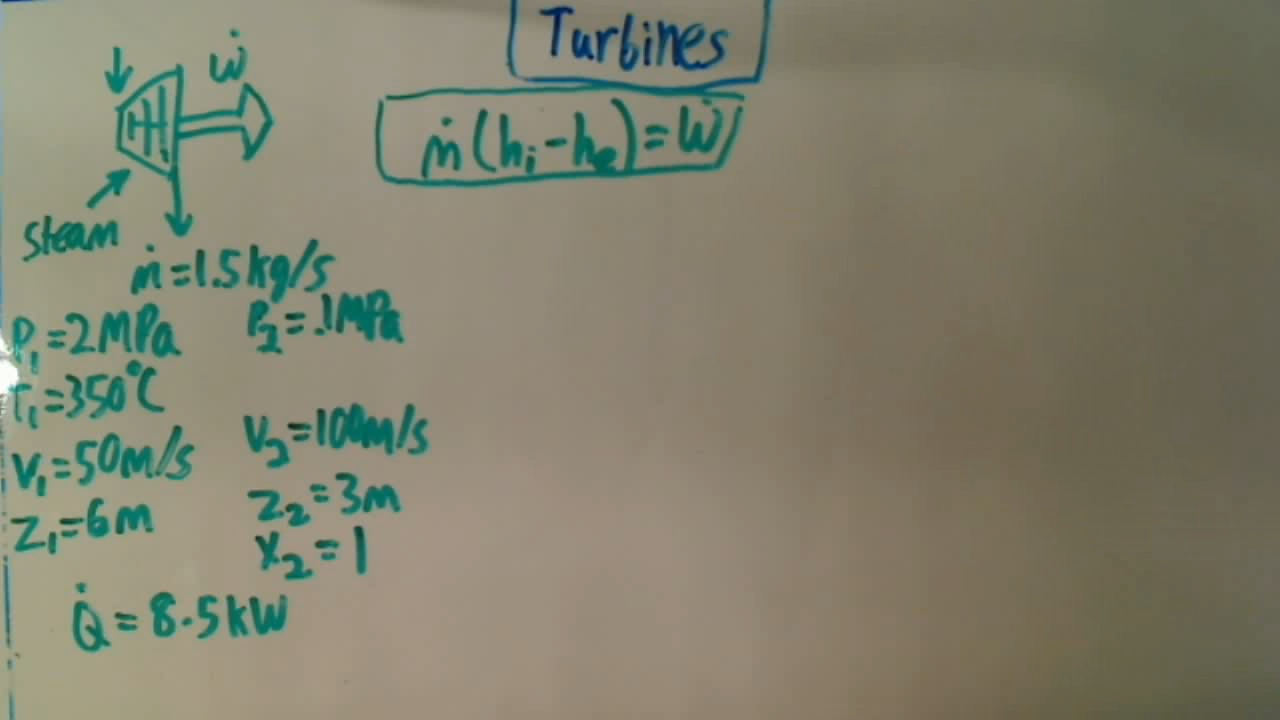 Turbines
Ẇ
ṁ(hᵢ-hₑ)=Ẇ
steam
ṁ=1.5kg/s
P₁=2MPa
P₂=.1MPa
T₁=350°C
V₁=50m/s
V₂=100m/s
Z₁=6m
Z₂=3m
X₂=1
Q̇=8.5kW